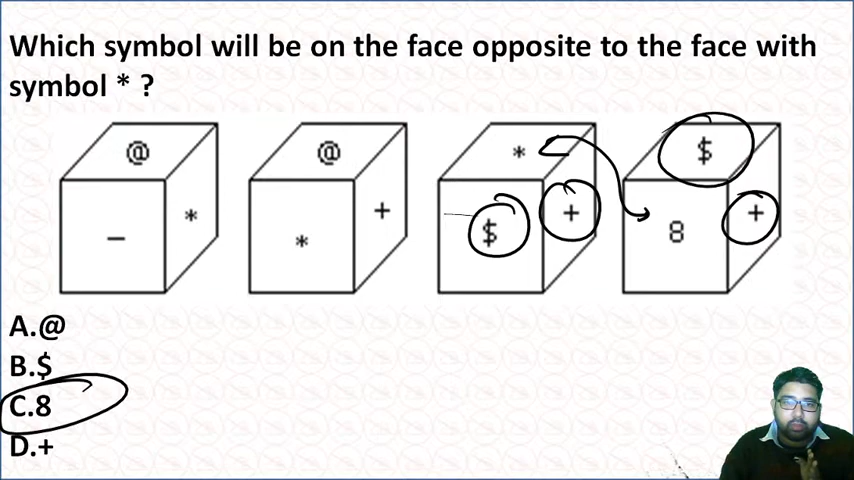 Which symbol will be on the face opposite to the face with
symbol * ?
@ @ * $
– * * + $ + 8 +
A.@
B.$
C.8
D.+